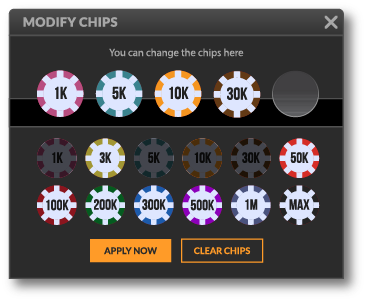 MODIFY CHIPS
You can change the chips here
1K 5K 10K 30K
1K 3K 5K 10K 30K 50K
100K 200K 300K 500K 1M MAX
APPLY NOW CLEAR CHIPS